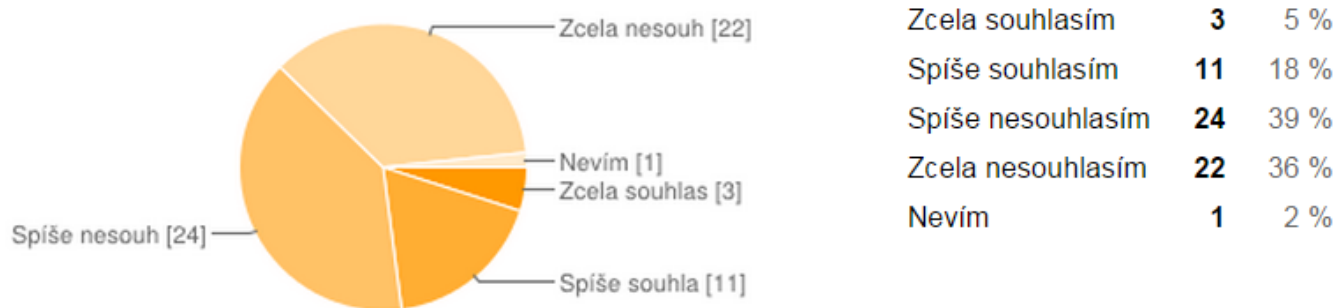 Zcela nesouh [22]
Nevím [1]
Zcela souhlas [3]
Spíše nesouh [24]
Spíše souhla [11]
Zcela souhlasím 3 5 %
Spíše souhlasím 11 18 %
Spíše nesouhlasím 24 39 %
Zcela nesouhlasím 22 36 %
Nevím 1 2 %